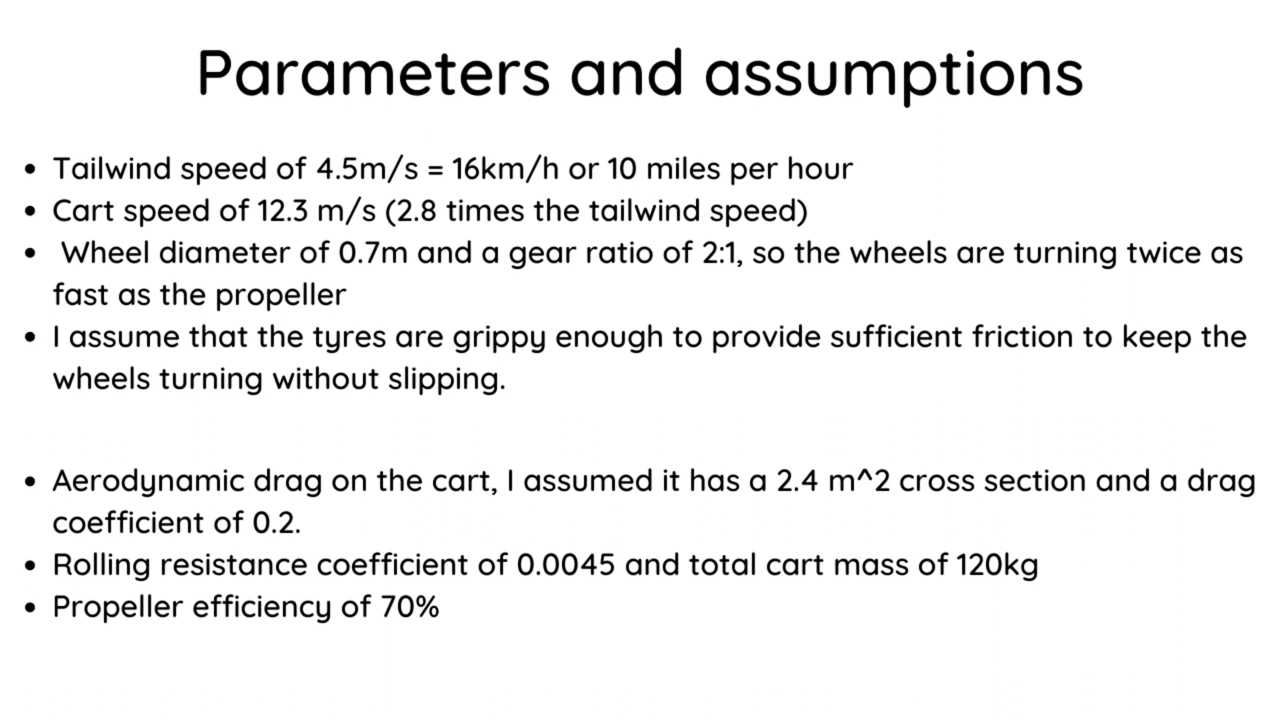 Parameters and assumptions
• Tailwind speed of 4.5m/s = 16km/h or 10 miles per hour
• Cart speed of 12.3 m/s (2.8 times the tailwind speed)
• Wheel diameter of 0.7m and a gear ratio of 2:1, so the wheels are turning twice as
fast as the propeller
• I assume that the tyres are grippy enough to provide sufficient friction to keep the
wheels turning without slipping.
• Aerodynamic drag on the cart, I assumed it has a 2.4 m^2 cross section and a drag
coefficient of 0.2.
• Rolling resistance coefficient of 0.0045 and total cart mass of 120kg
• Propeller efficiency of 70%